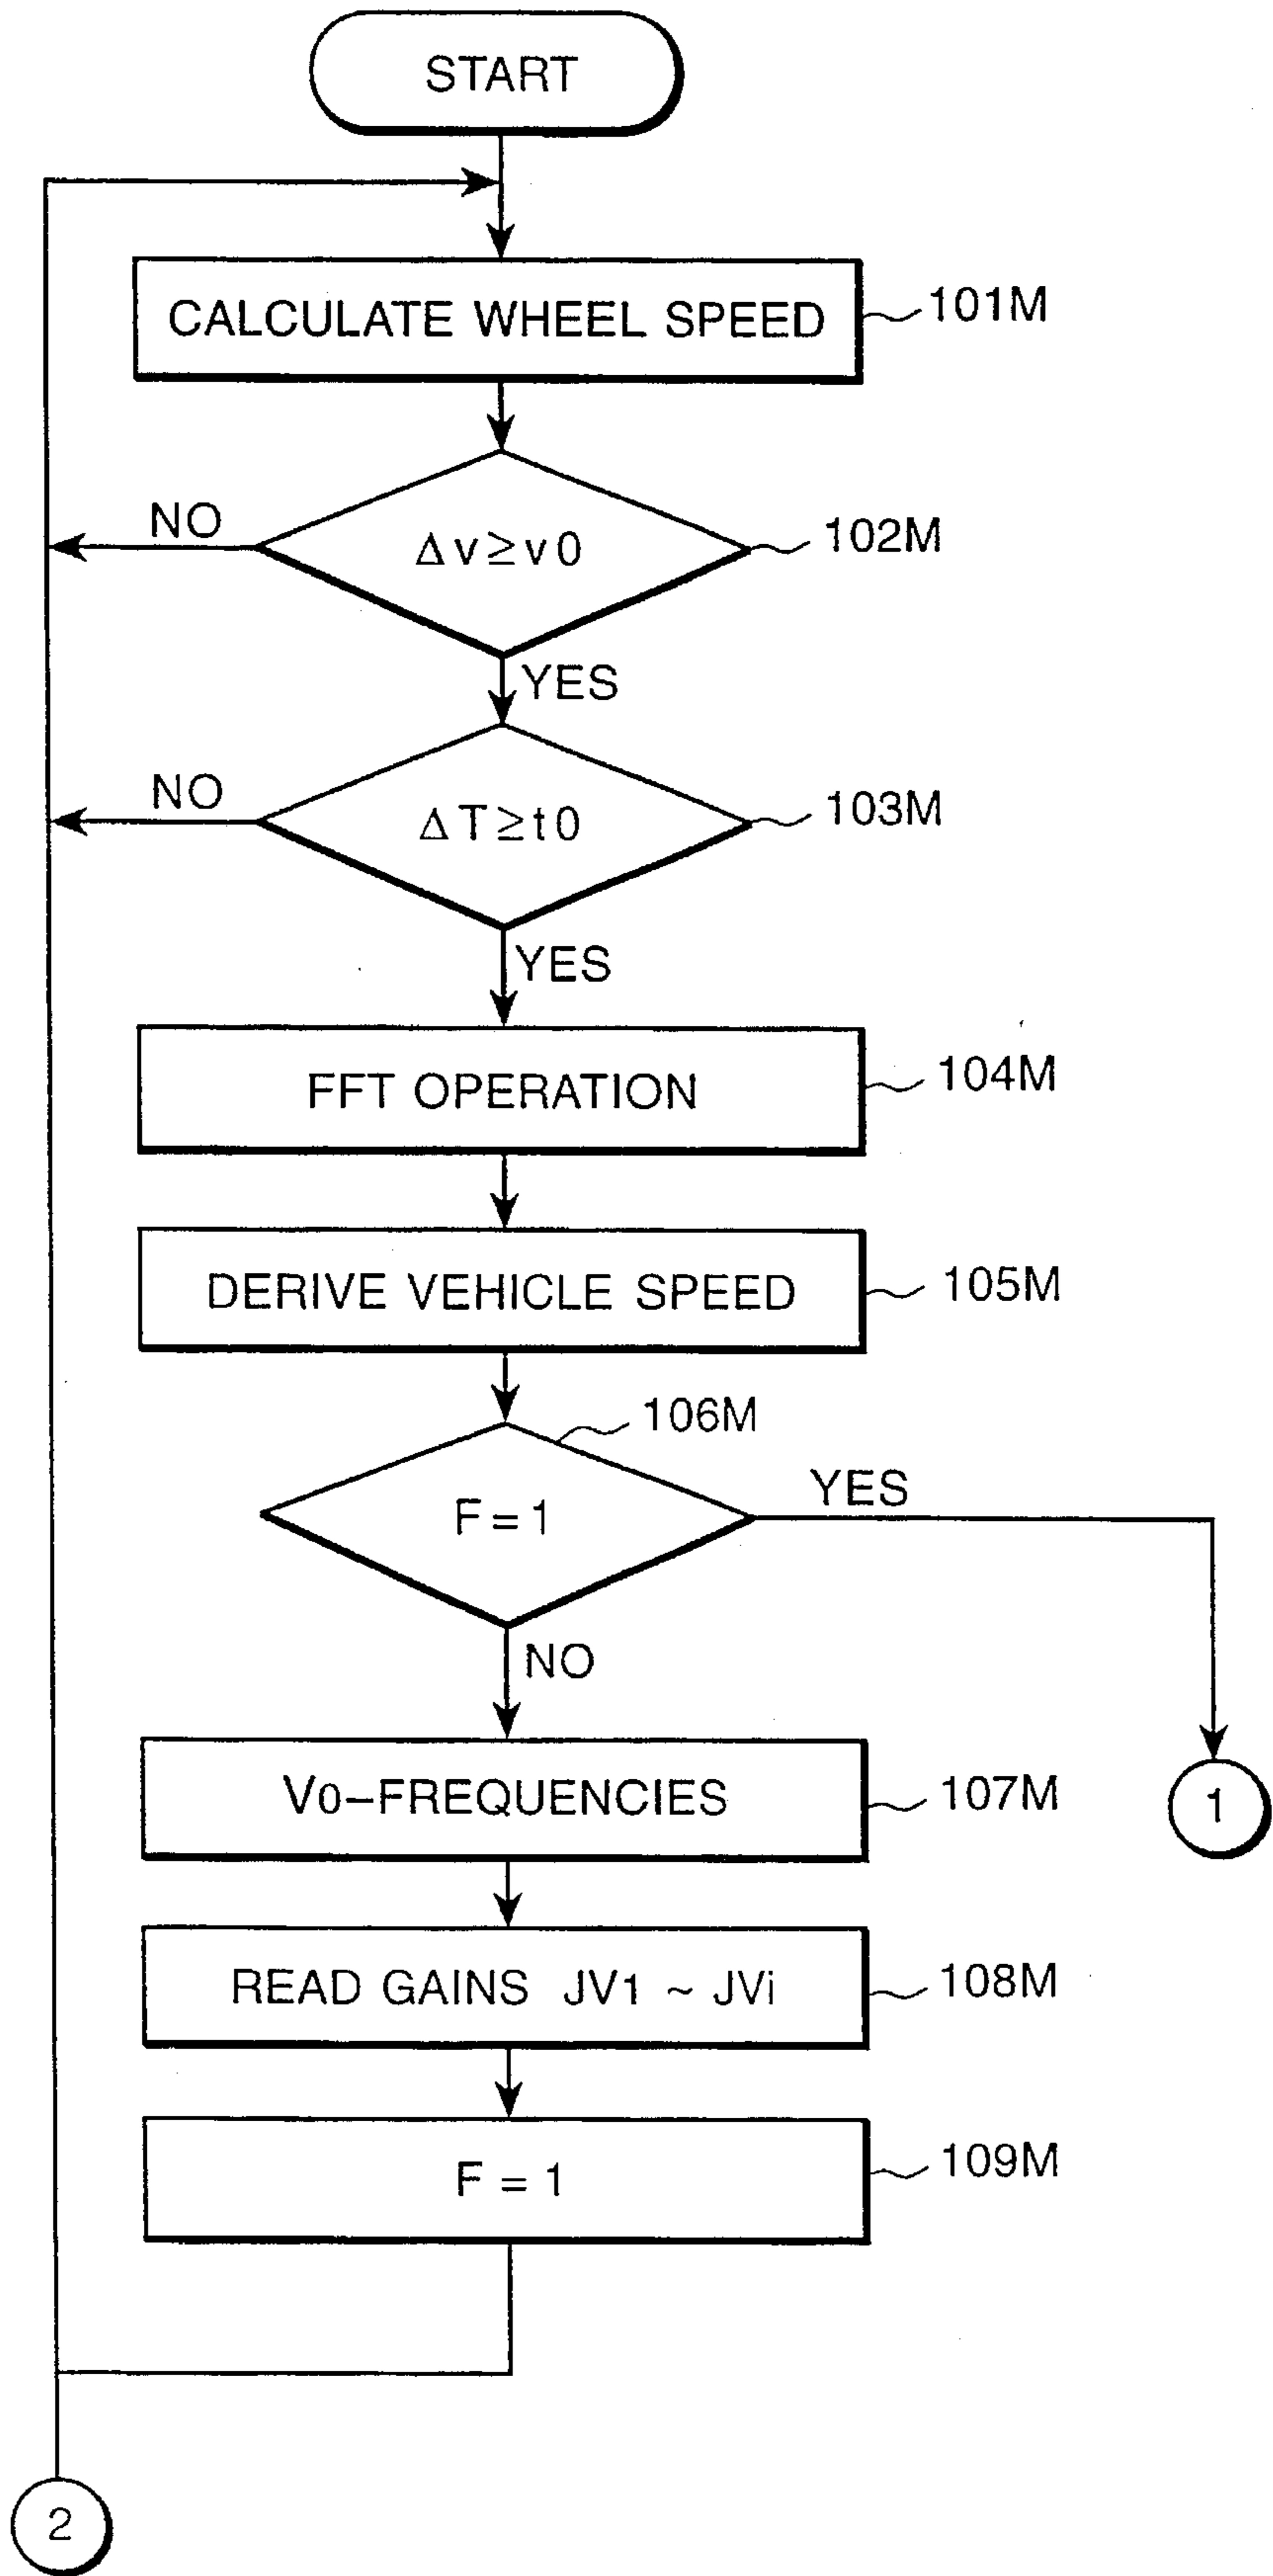 START
CALCULATE WHEEL SPEED
101M
NO
Δv≥v0
102M
YES
NO
ΔT≥t0
103M
YES
FFT OPERATION
104M
DERIVE VEHICLE SPEED
105M
106M
F=1
YES
NO
V0-FREQUENCIES
107M
1
READ GAINS JV1 ~ JVi
108M
F=1
109M
2